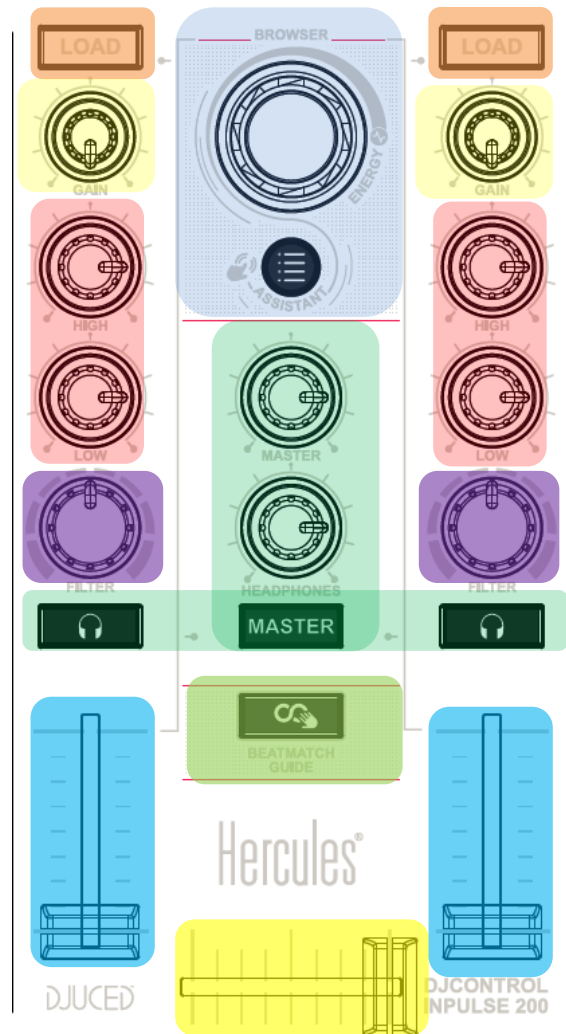 BROWSER
LOAD
LOAD
ENERGY
GAIN
GAIN
ASSISTANT
HIGH
HIGH
LOW
MASTER
LOW
FILTER
HEADPHONES
FILTER
MASTER
BEATMATCH
GUIDE
Hercules®
DJUCED
DJCONTROL
INPULSE 200